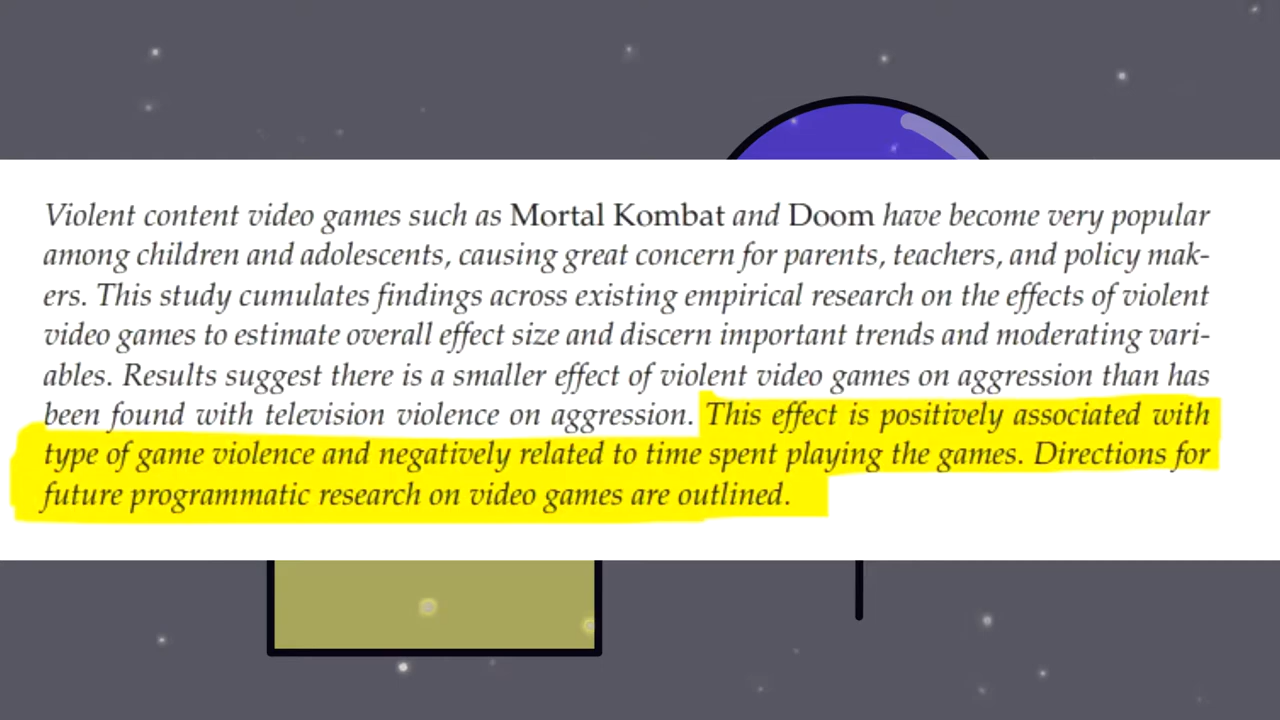 Violent content video games such as Mortal Kombat and Doom have become very popular
among children and adolescents, causing great concern for parents, teachers, and policy mak-
ers. This study cumulates findings across existing empirical research on the effects of violent
video games to estimate overall effect size and discern important trends and moderating vari-
ables. Results suggest there is a smaller effect of violent video games on aggression than has
been found with television violence on aggression. This effect is positively associated with
type of game violence and negatively related to time spent playing the games. Directions for
future programmatic research on video games are outlined.